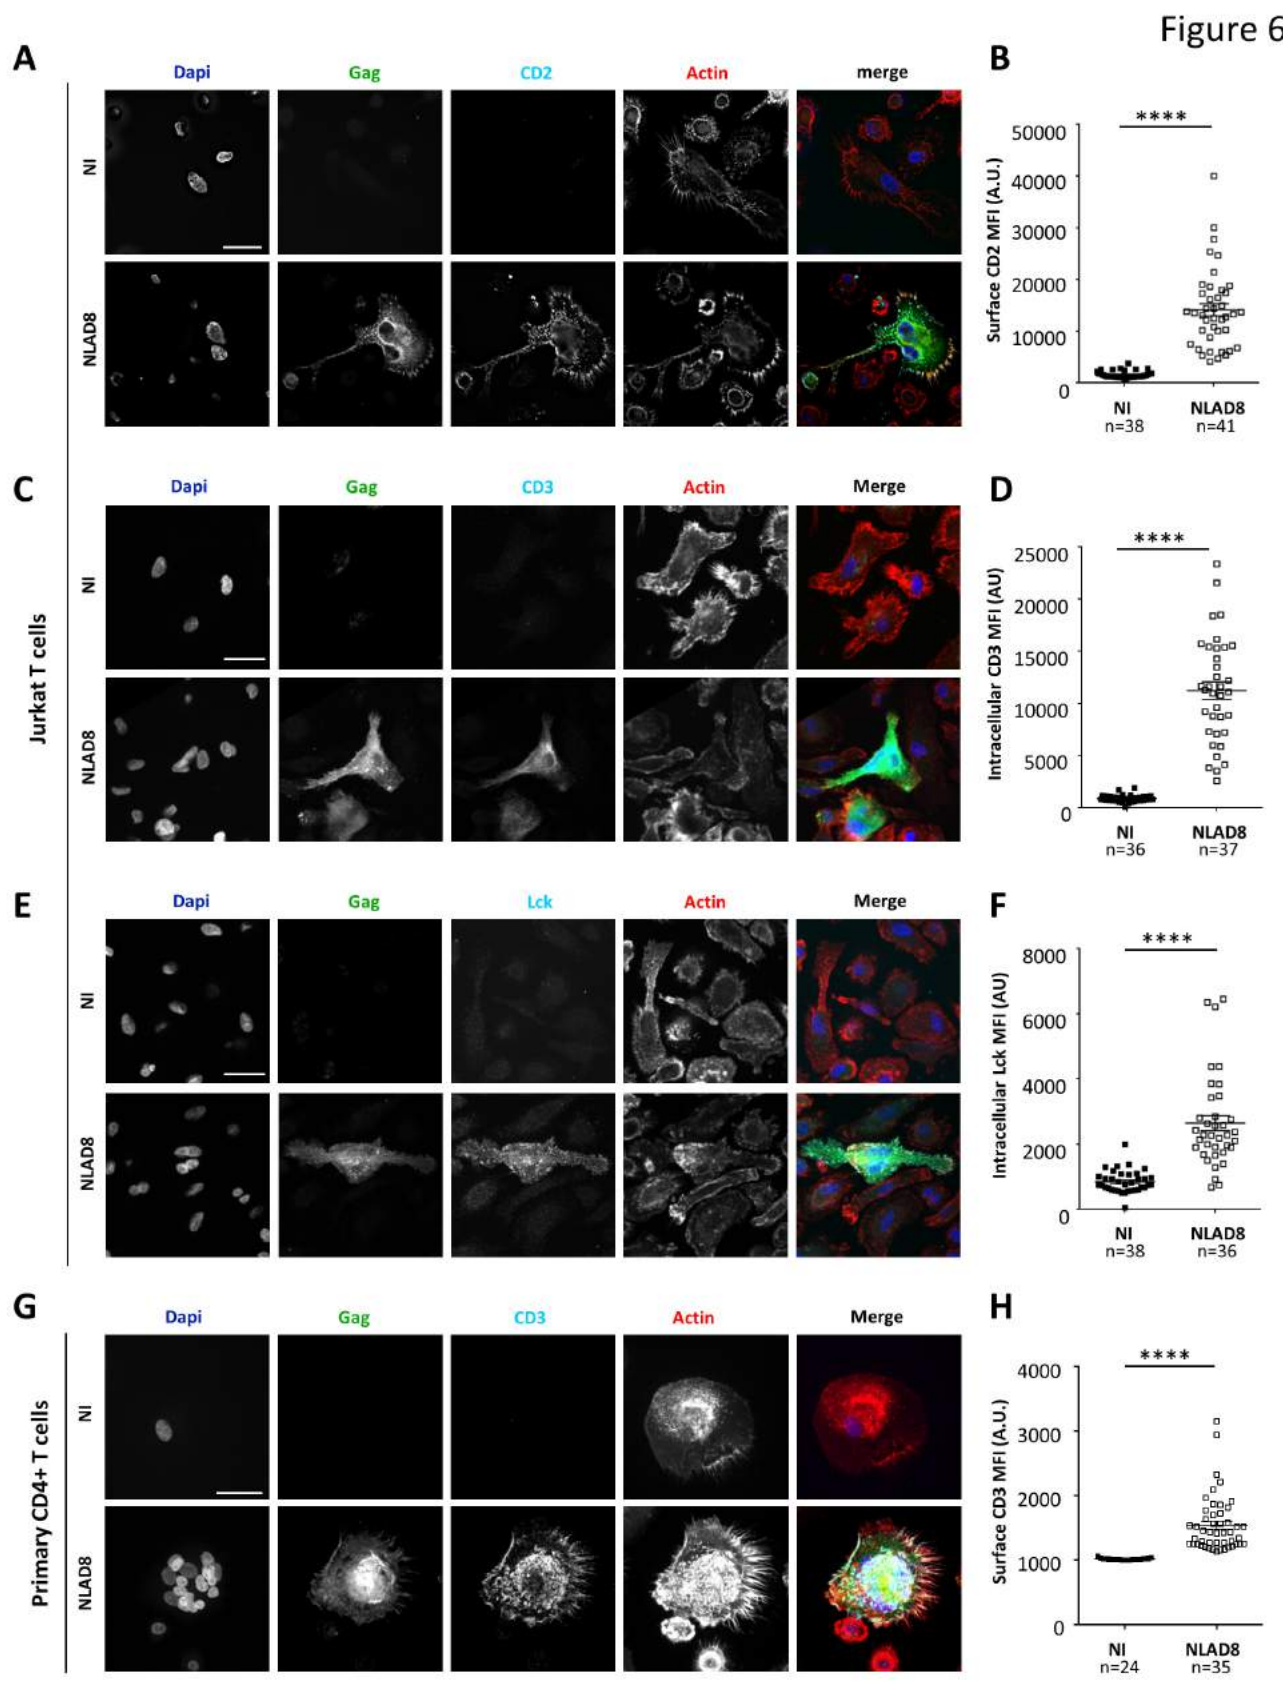 Figure 6
A
Dapi Gag CD2 Actin merge
NI
NLAD8
B
****
Surface CD2 MFI (A.U.)
50000
40000
30000
20000
10000
0
NI NLAD8
n=38 n=41
Jurkat T cells
C
Dapi Gag CD3 Actin Merge
NI
NLAD8
D
****
Intracellular CD3 MFI (AU)
25000
20000
15000
10000
5000
0
NI NLAD8
n=36 n=37
E
Dapi Gag Lck Actin Merge
NI
NLAD8
F
****
Intracellular Lck MFI (AU)
8000
6000
4000
2000
0
NI NLAD8
n=38 n=36
Primary CD4+ T cells
G
Dapi Gag CD3 Actin Merge
NI
NLAD8
H
****
Surface CD3 MFI (A.U.)
4000
3000
2000
1000
0
NI NLAD8
n=24 n=35